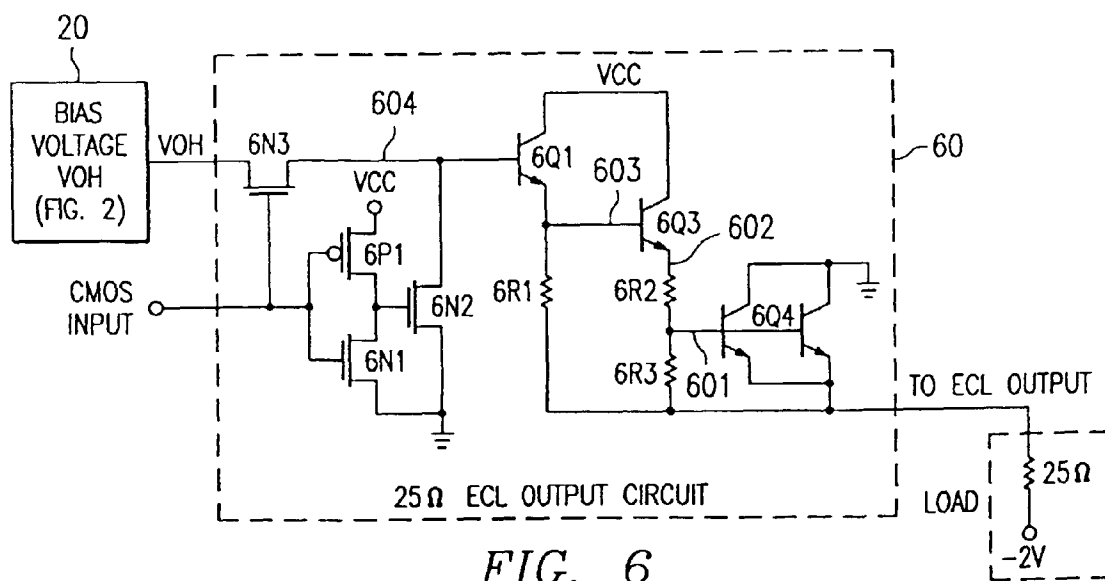 20
BIAS
VOLTAGE
VOH
(FIG. 2)
VOH
6N3
604
VCC
6Q1
603
6Q3
602
60
VCC
6P1
CMOS
INPUT
6N2
6N1
6R1
6R2
6Q4
6R3
601
TO ECL OUTPUT
25Ω ECL OUTPUT CIRCUIT
LOAD
25Ω
-2V
FIG. 6